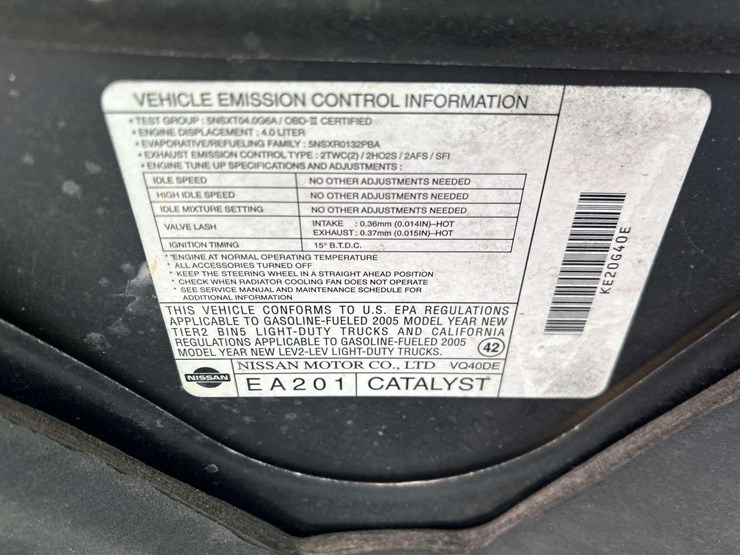 VEHICLE EMISSION CONTROL INFORMATION
• TEST GROUP : 5NSXT04.0G6A / OBD-II CERTIFIED
• ENGINE DISPLACEMENT : 4.0 LITER
• EVAPORATIVE/REFUELING FAMILY : 5NSXR0132PBA
• EXHAUST EMISSION CONTROL TYPE : 2TWC(2) / 2HO2S / 2AFS / SFI
• ENGINE TUNE UP SPECIFICATIONS AND ADJUSTMENTS :
IDLE SPEED NO OTHER ADJUSTMENTS NEEDED
HIGH IDLE SPEED NO OTHER ADJUSTMENTS NEEDED
IDLE MIXTURE SETTING NO OTHER ADJUSTMENTS NEEDED
VALVE LASH INTAKE : 0.36mm (0.014IN)-HOT
EXHAUST : 0.37mm (0.015IN)-HOT
IGNITION TIMING 15° B.T.D.C.
* ENGINE AT NORMAL OPERATING TEMPERATURE
* ALL ACCESSORIES TURNED OFF
* KEEP THE STEERING WHEEL IN A STRAIGHT AHEAD POSITION
* CHECK WHEN RADIATOR COOLING FAN DOES NOT OPERATE
* SEE SERVICE MANUAL AND MAINTENANCE SCHEDULE FOR
ADDITIONAL INFORMATION
THIS VEHICLE CONFORMS TO U.S. EPA REGULATIONS
APPLICABLE TO GASOLINE-FUELED 2005 MODEL YEAR NEW
TIER2 BIN5 LIGHT-DUTY TRUCKS AND CALIFORNIA
REGULATIONS APPLICABLE TO GASOLINE-FUELED 2005
MODEL YEAR NEW LEV2-LEV LIGHT-DUTY TRUCKS.
42
NISSAN
NISSAN MOTOR CO., LTD VQ40DE
EA201 CATALYST
KE20G40E